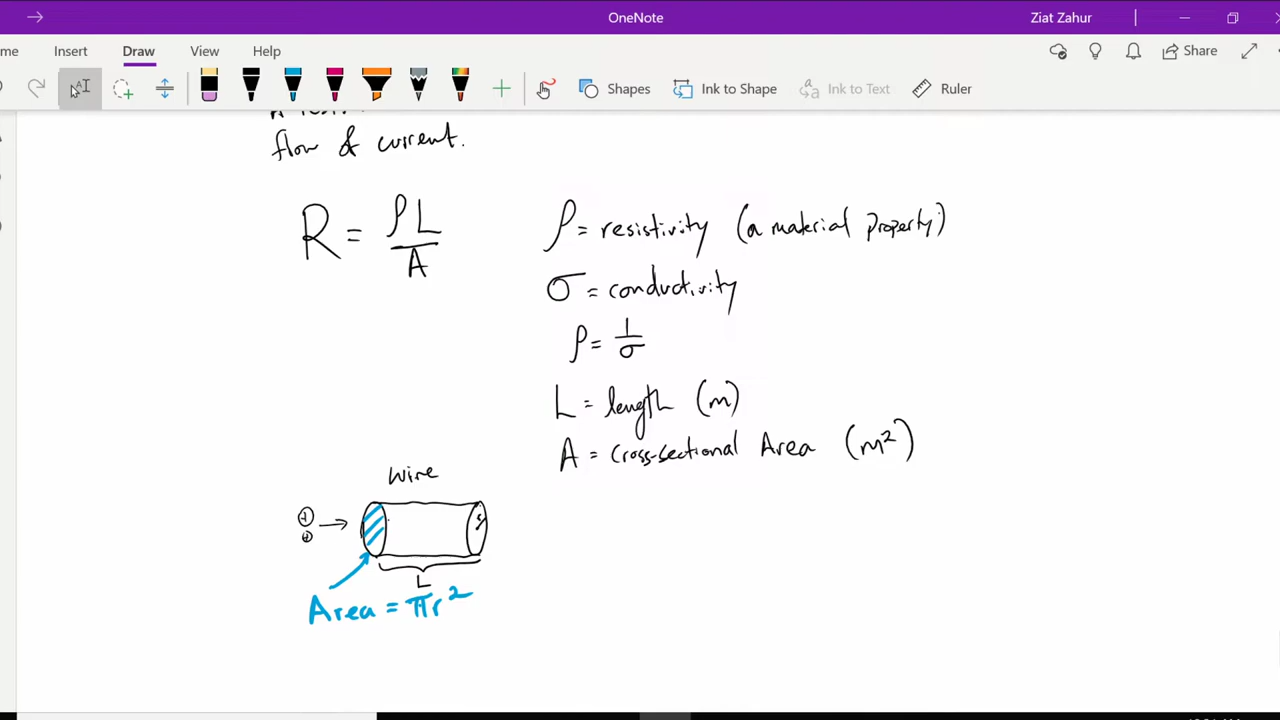 OneNote
Ziat Zahur
Insert Draw View Help
Share
Shapes Ink to Shape Ink to Text Ruler
flow of current.
R = ρL/A
ρ = resistivity (a material property)
σ = conductivity
ρ = 1/σ
L = length (m)
A = cross-sectional Area (m²)
wire
L
Area = πr²